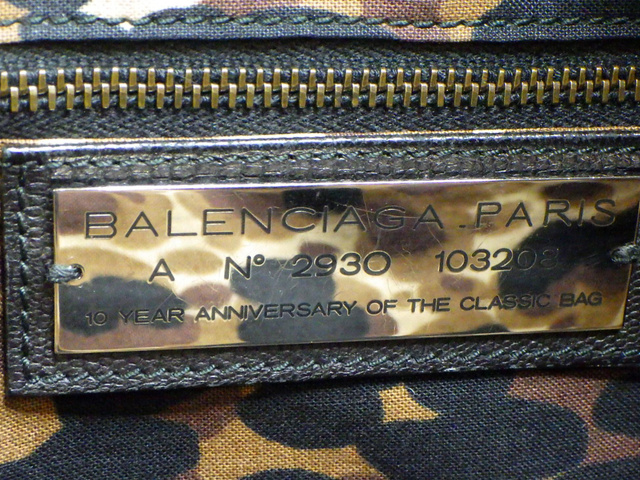 BALENCIAGA.PARIS
A N° 2930 103208
10 YEAR ANNIVERSARY OF THE CLASSIC BAG